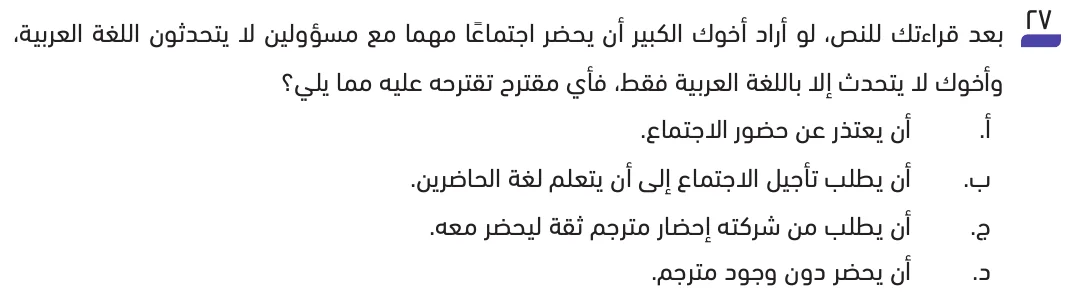 ٢٧ بعد قراءتك للنص، لو أراد أخوك الكبير أن يحضر اجتماعًا مهما مع مسؤولين لا يتحدثون اللغة العربية،
وأخوك لا يتحدث إلا باللغة العربية فقط، فأي مقترح تقترحه عليه مما يلي؟
أ. أن يعتذر عن حضور الاجتماع.
ب. أن يطلب تأجيل الاجتماع إلى أن يتعلم لغة الحاضرين.
ج. أن يطلب من شركته إحضار مترجم ثقة ليحضر معه.
د. أن يحضر دون وجود مترجم.